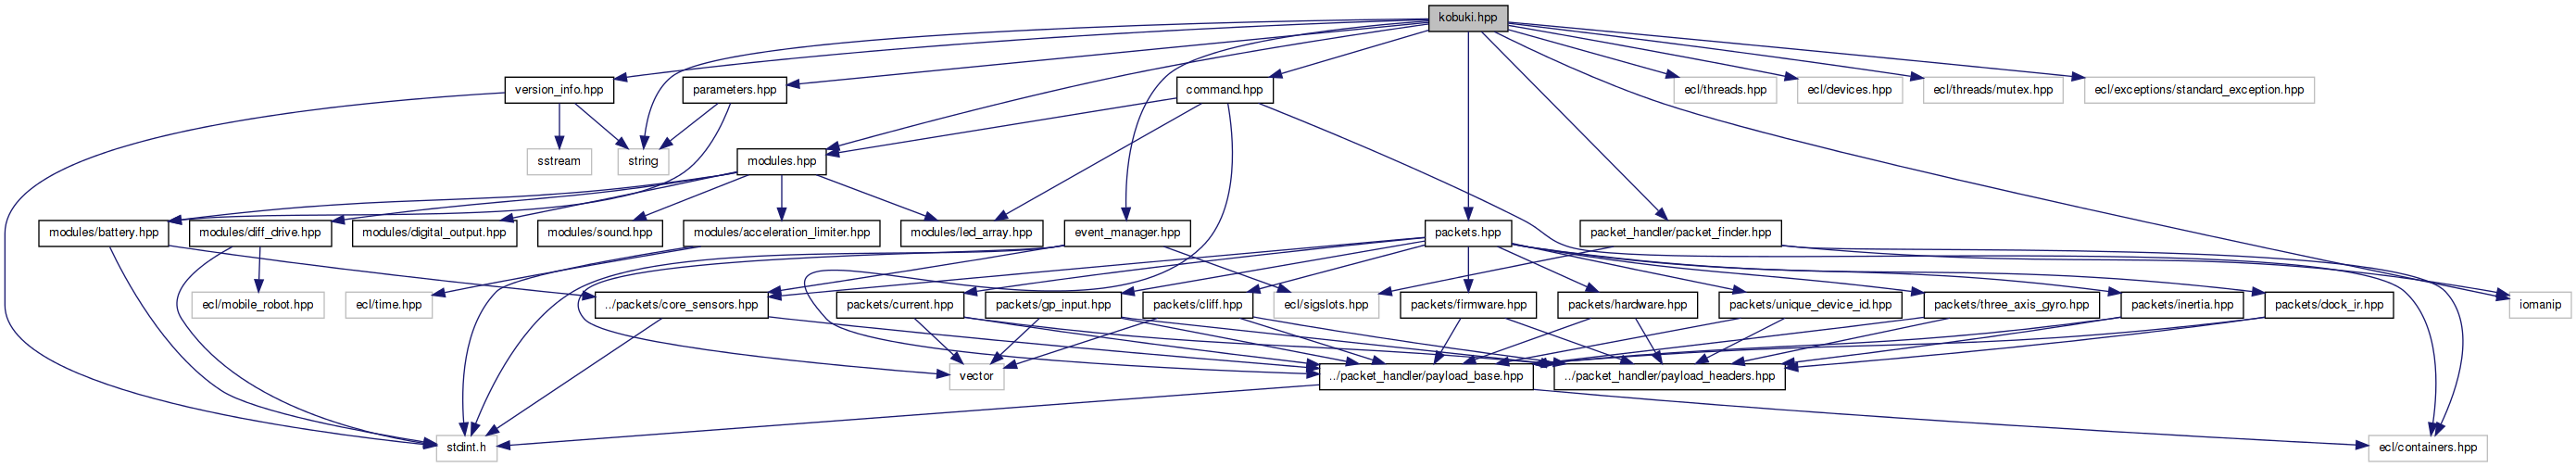 kobuki.hpp
version_info.hpp
parameters.hpp
command.hpp
ecl/threads.hpp
ecl/devices.hpp
ecl/threads/mutex.hpp
ecl/exceptions/standard_exception.hpp
sstream
string
modules.hpp
modules/battery.hpp
modules/diff_drive.hpp
modules/digital_output.hpp
modules/sound.hpp
modules/acceleration_limiter.hpp
modules/led_array.hpp
event_manager.hpp
packets.hpp
packet_handler/packet_finder.hpp
ecl/mobile_robot.hpp
ecl/time.hpp
../packets/core_sensors.hpp
packets/current.hpp
packets/gp_input.hpp
packets/cliff.hpp
ecl/sigslots.hpp
packets/firmware.hpp
packets/hardware.hpp
packets/unique_device_id.hpp
packets/three_axis_gyro.hpp
packets/inertia.hpp
packets/dock_ir.hpp
iomanip
vector
../packet_handler/payload_base.hpp
../packet_handler/payload_headers.hpp
stdint.h
ecl/containers.hpp